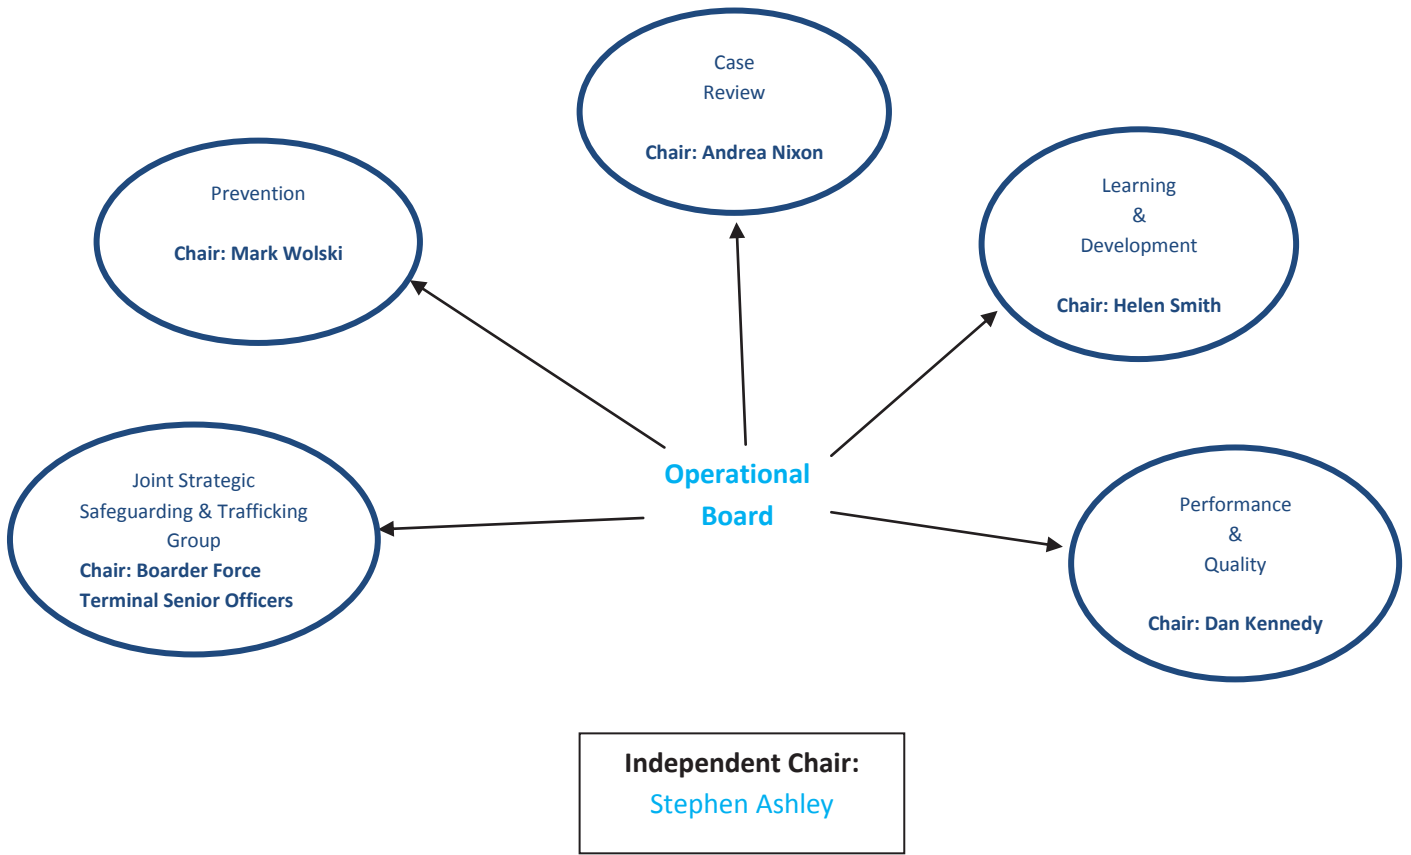 Case
Review
Chair: Andrea Nixon
Prevention
Chair: Mark Wolski
Learning
&
Development
Chair: Helen Smith
Joint Strategic
Safeguarding & Trafficking
Group
Chair: Boarder Force
Terminal Senior Officers
Operational
Board
Performance
&
Quality
Chair: Dan Kennedy
Independent Chair:
Stephen Ashley